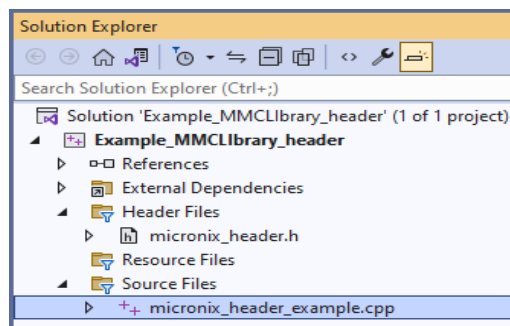 Solution Explorer
Search Solution Explorer (Ctrl+;)
Solution 'Example_MMCLIbrary_header' (1 of 1 project)
Example_MMCLIbrary_header
References
External Dependencies
Header Files
micronix_header.h
Resource Files
Source Files
micronix_header_example.cpp